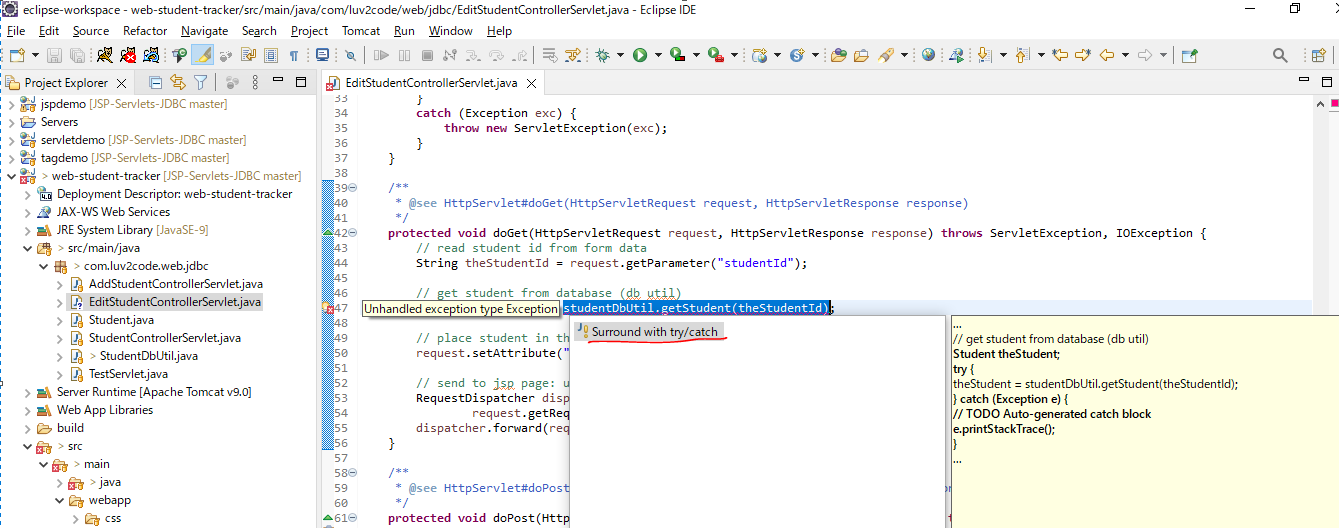 eclipse-workspace - web-student-tracker/src/main/java/com/luv2code/web/jdbc/EditStudentControllerServlet.java - Eclipse IDE
File Edit Source Refactor Navigate Search Project Tomcat Run Window Help
Project Explorer
jspdemo [JSP-Servlets-JDBC master]
Servers
servletdemo [JSP-Servlets-JDBC master]
tagdemo [JSP-Servlets-JDBC master]
> web-student-tracker [JSP-Servlets-JDBC master]
Deployment Descriptor: web-student-tracker
JAX-WS Web Services
JRE System Library [JavaSE-9]
> src/main/java
> com.luv2code.web.jdbc
AddStudentControllerServlet.java
EditStudentControllerServlet.java
Student.java
StudentControllerServlet.java
> StudentDbUtil.java
TestServlet.java
Server Runtime [Apache Tomcat v9.0]
Web App Libraries
build
> src
> main
> java
webapp
> css
EditStudentControllerServlet.java
33 }
34 catch (Exception exc) {
35 throw new ServletException(exc);
36 }
37 }
38
39 /**
40 * @see HttpServlet#doGet(HttpServletRequest request, HttpServletResponse response)
41 */
42 protected void doGet(HttpServletRequest request, HttpServletResponse response) throws ServletException, IOException {
43 // read student id from form data
44 String theStudentId = request.getParameter("studentId");
45
46 // get student from database (db util)
47 Unhandled exception type Exception studentDbUtil.getStudent(theStudentId);
48
49 // place student in th
50 request.setAttribute("
51
52 // send to jsp page: u
53 RequestDispatcher disp
54 request.getReq
55 dispatcher.forward(req
56 }
57
58 /**
59 * @see HttpServlet#doPost
60 */
61 protected void doPost(Http
Surround with try/catch
...
// get student from database (db util)
Student theStudent;
try {
theStudent = studentDbUtil.getStudent(theStudentId);
} catch (Exception e) {
// TODO Auto-generated catch block
e.printStackTrace();
}
...